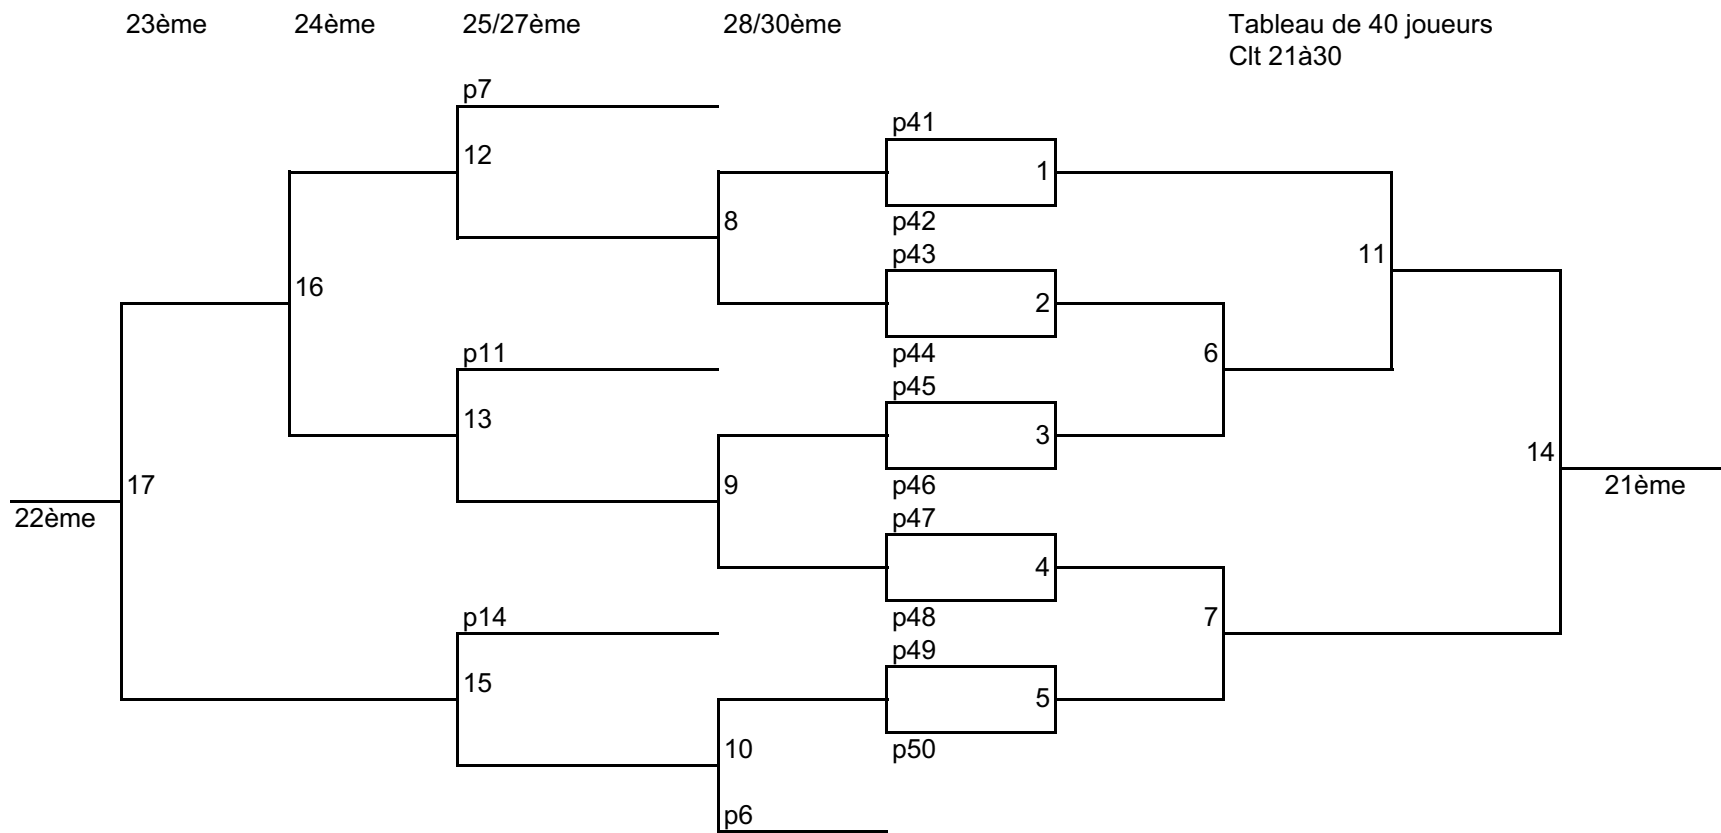 23ème 24ème 25/27ème 28/30ème Tableau de 40 joueurs
Clt 21à30
p7
p41
12
1
8
p42
p43
11
16
2
p11
p44
6
p45
13
3
14
17
9
p46
21ème
22ème
p47
4
p14
p48
7
p49
15
5
10
p50
p6